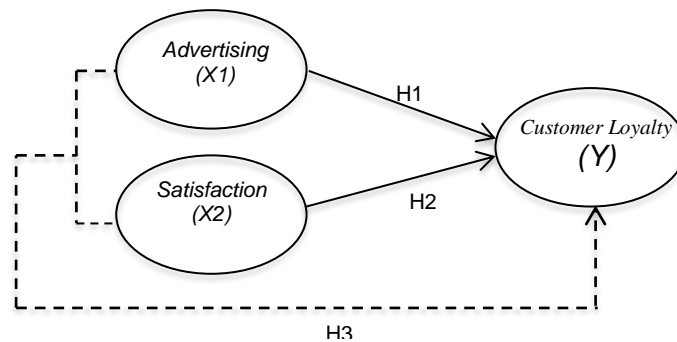 Advertising
(X1)
H1
Customer Loyalty
(Y)
Satisfaction
(X2)
H2
H3